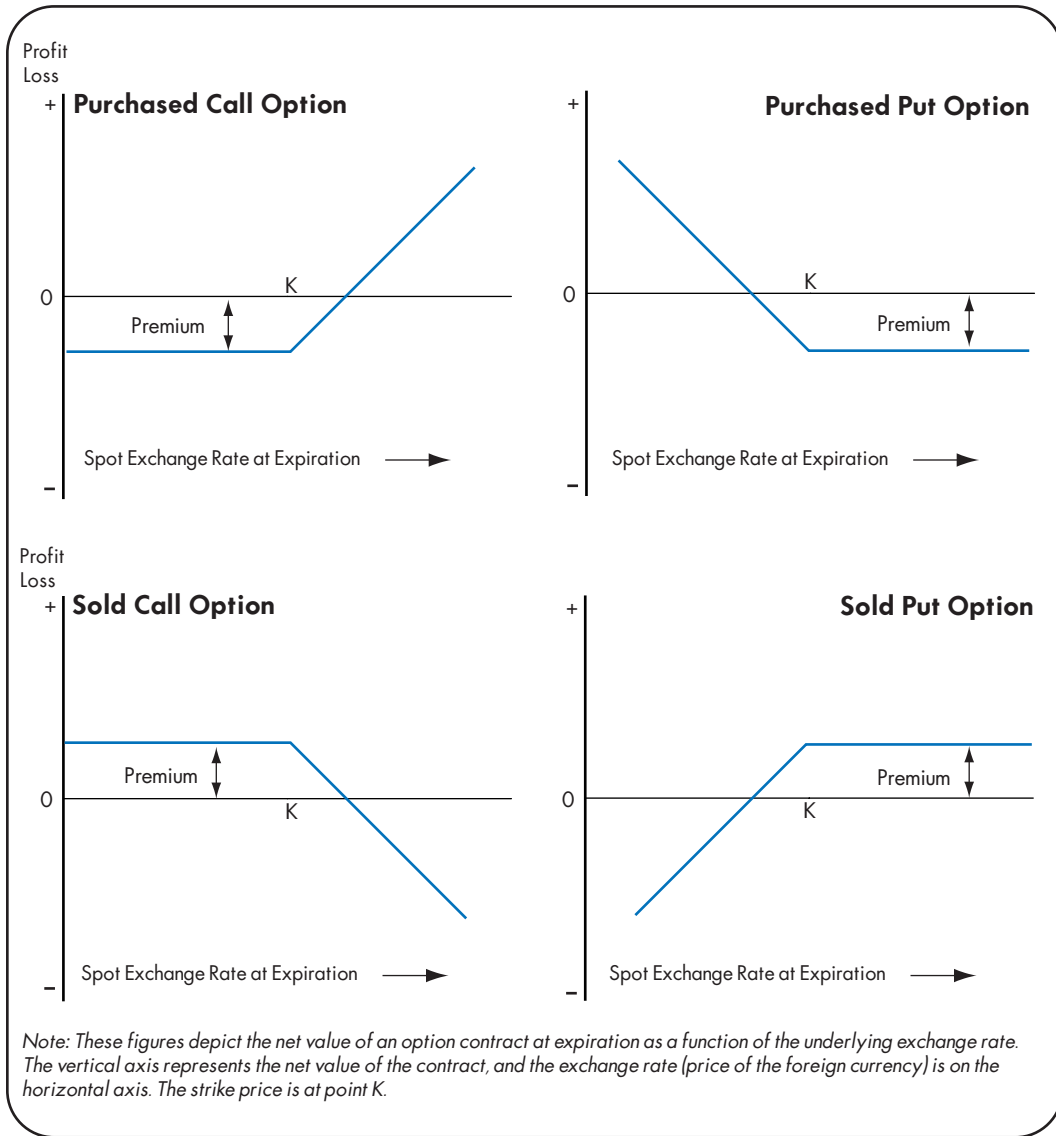 Profit
Loss
+ Purchased Call Option
K
0
Premium
Spot Exchange Rate at Expiration
–
+ Purchased Put Option
K
0
Premium
Spot Exchange Rate at Expiration
–
Profit
Loss
+ Sold Call Option
Premium
0
K
Spot Exchange Rate at Expiration
–
+ Sold Put Option
Premium
0
K
Spot Exchange Rate at Expiration
–
Note: These figures depict the net value of an option contract at expiration as a function of the underlying exchange rate.
The vertical axis represents the net value of the contract, and the exchange rate (price of the foreign currency) is on the
horizontal axis. The strike price is at point K.